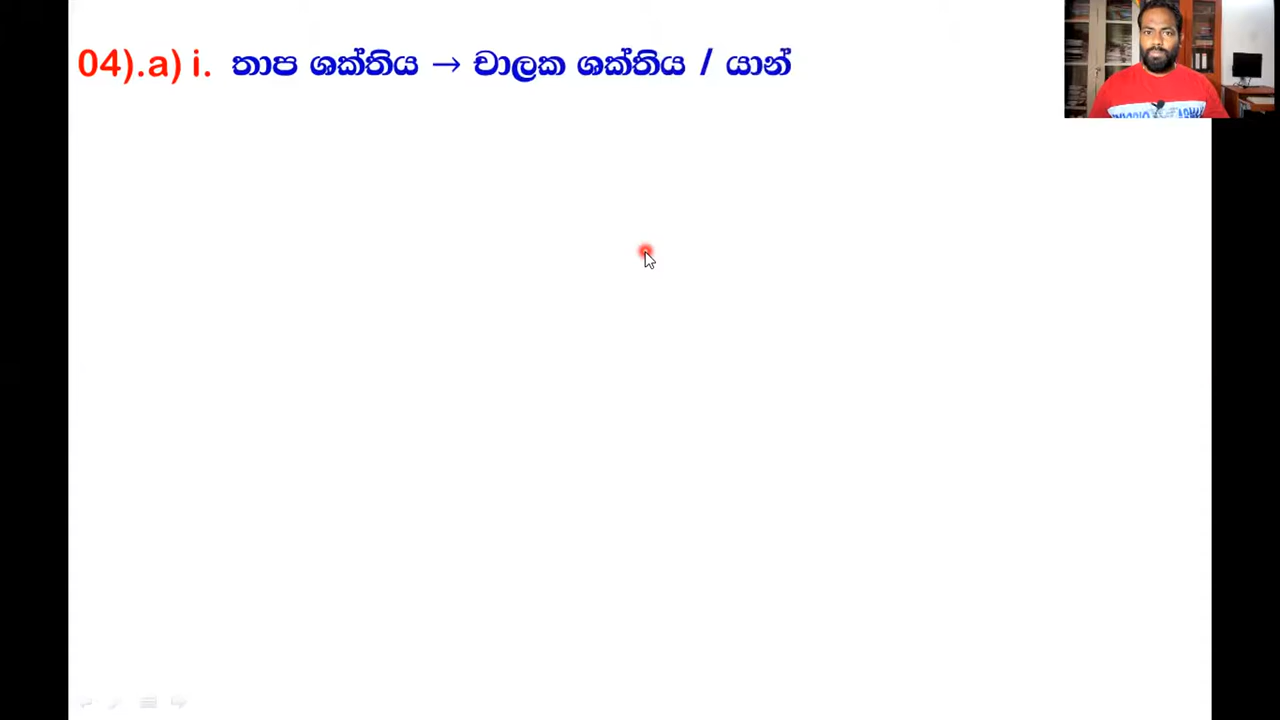 04).a) i. තාප ශක්තිය → චාලක ශක්තිය / යාන්